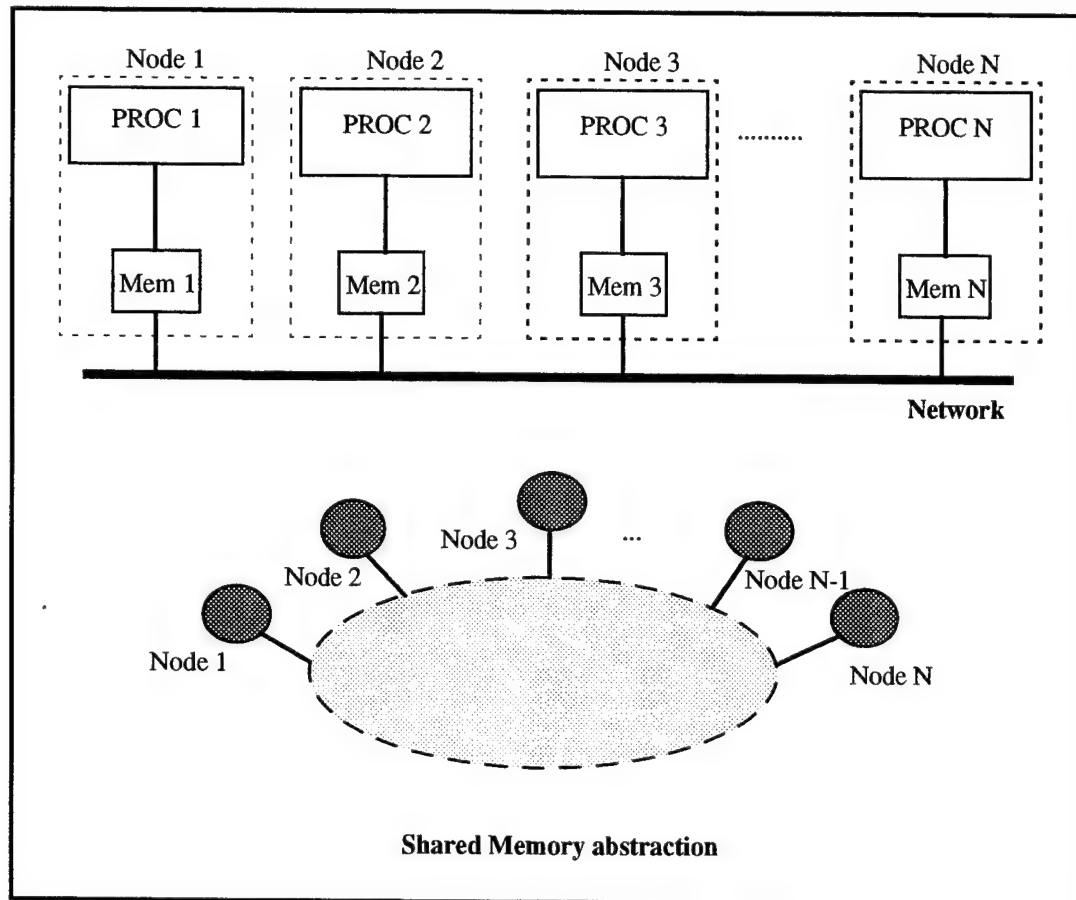 Node 1
Node 2
Node 3
Node N
PROC 1
PROC 2
PROC 3
..........
PROC N
Mem 1
Mem 2
Mem 3
Mem N
Network
Node 3
...
Node 2
Node N-1
Node 1
Node N
Shared Memory abstraction